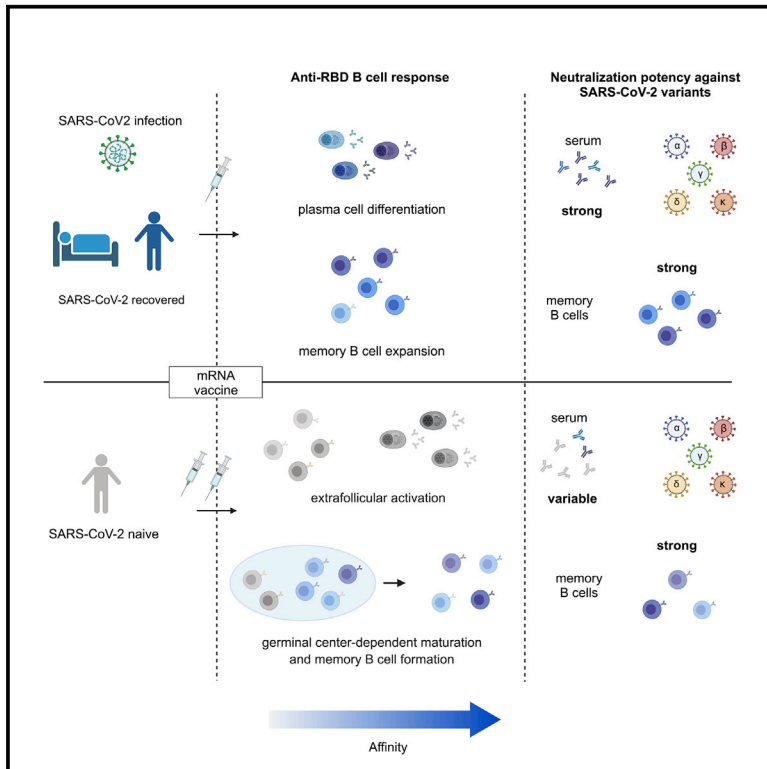 Anti-RBD B cell response
Neutralization potency against
SARS-CoV-2 variants
SARS-CoV2 infection
SARS-CoV-2 recovered
plasma cell differentiation
memory B cell expansion
serum
strong
α
β
γ
δ
κ
strong
memory
B cells
mRNA
vaccine
SARS-CoV-2 naive
extrafollicular activation
germinal center-dependent maturation
and memory B cell formation
serum
variable
α
β
γ
δ
κ
strong
memory
B cells
Affinity